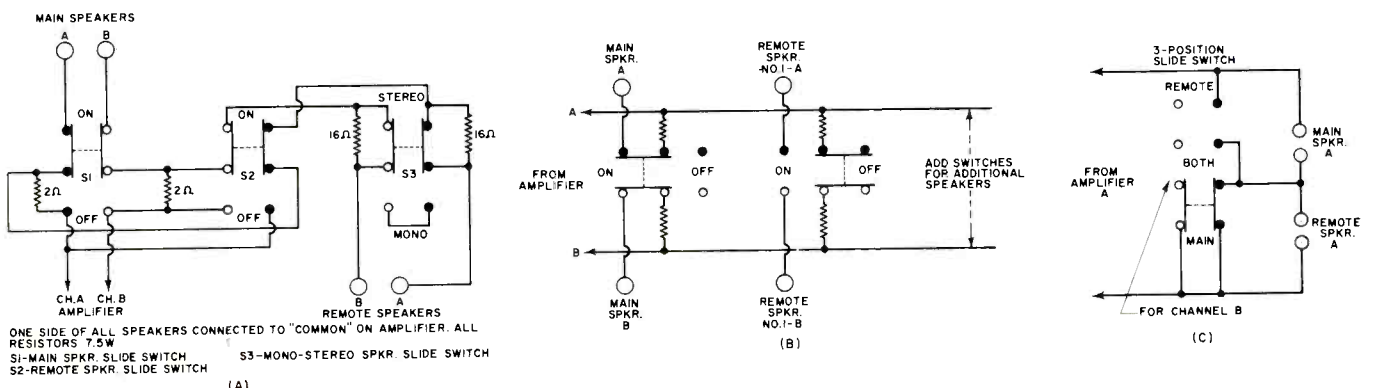 MAIN SPEAKERS
A
B
ON
S1
2Ω
2Ω
OFF
ON
S2
OFF
STEREO
16Ω
16Ω
S3
MONO
CH.A
AMPLIFIER
CH.B
B
A
REMOTE SPEAKERS
ONE SIDE OF ALL SPEAKERS CONNECTED TO "COMMON" ON AMPLIFIER. ALL
RESISTORS 7.5W
S1-MAIN SPKR. SLIDE SWITCH
S2-REMOTE SPKR. SLIDE SWITCH
S3-MONO-STEREO SPKR. SLIDE SWITCH
(A)
MAIN
SPKR.
A
REMOTE
SPKR.
NO.1-A
A
FROM
AMPLIFIER
ON
OFF
ON
OFF
ADD SWITCHES
FOR ADDITIONAL
SPEAKERS
B
MAIN
SPKR.
B
REMOTE
SPKR.
NO.1-B
(B)
3-POSITION
SLIDE SWITCH
REMOTE
MAIN
SPKR.
A
BOTH
FROM
AMPLIFIER
A
REMOTE
SPKR.
A
MAIN
FOR CHANNEL B
(C)